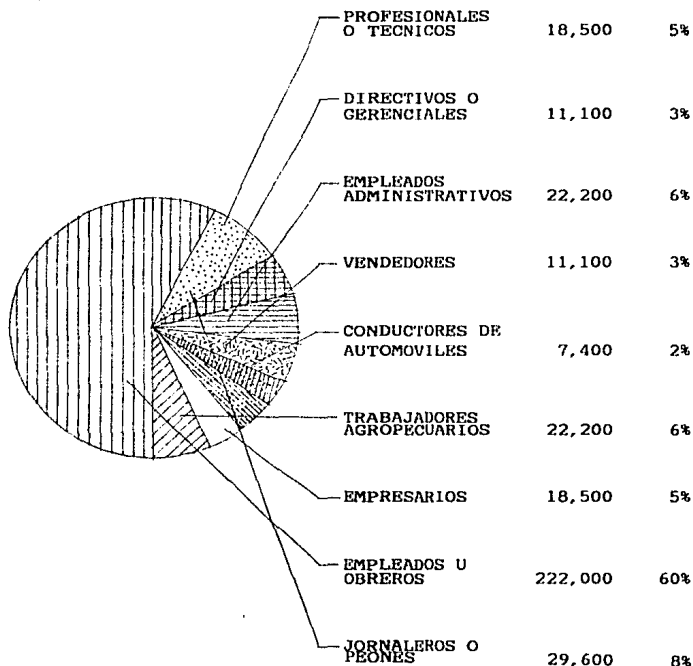 PROFESIONALES
O TECNICOS 18,500 5%
DIRECTIVOS O
GERENCIALES 11,100 3%
EMPLEADOS
ADMINISTRATIVOS 22,200 6%
VENDEDORES 11,100 3%
CONDUCTORES DE
AUTOMOVILES 7,400 2%
TRABAJADORES
AGROPECUARIOS 22,200 6%
EMPRESARIOS 18,500 5%
EMPLEADOS U
OBREROS 222,000 60%
JORNALEROS O
PEONES 29,600 8%